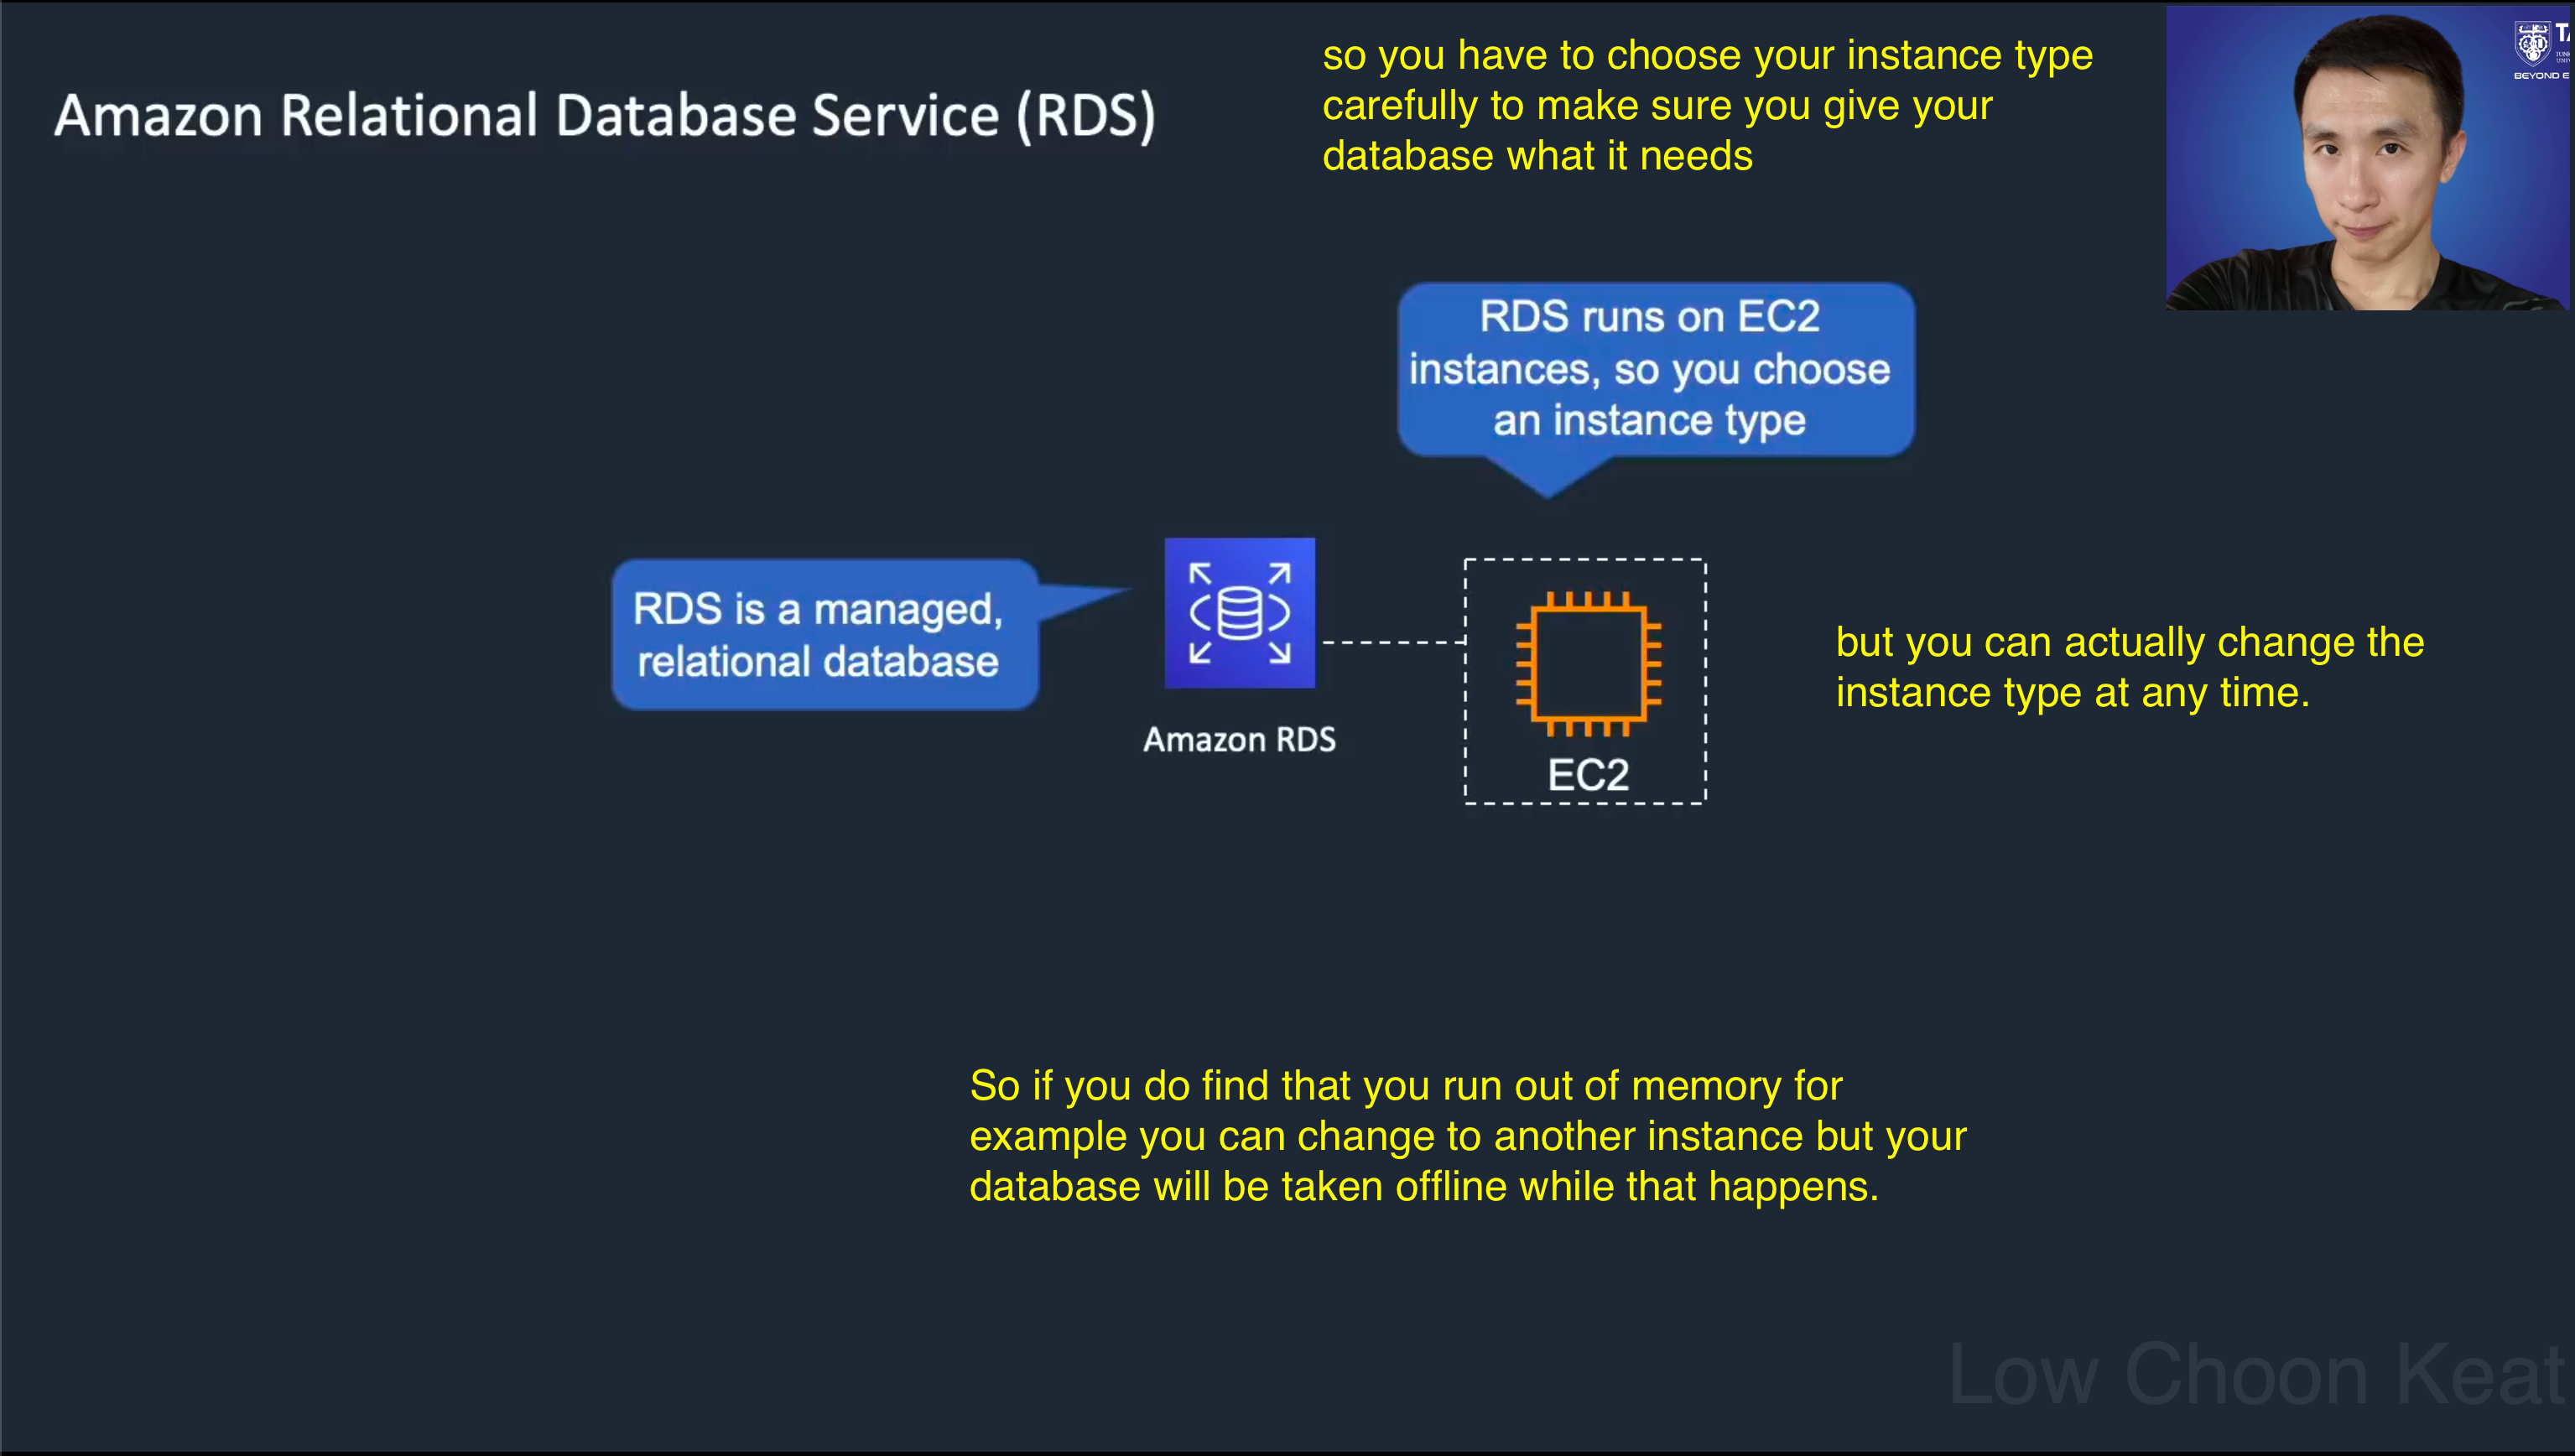 so you have to choose your instance type
carefully to make sure you give your
database what it needs
Amazon Relational Database Service (RDS)
BEYOND E
RDS runs on EC2
instances, so you choose
an instance type
RDS is a managed,
relational database
Amazon RDS
EC2
but you can actually change the
instance type at any time.
So if you do find that you run out of memory for
example you can change to another instance but your
database will be taken offline while that happens.
Low Choon Keat